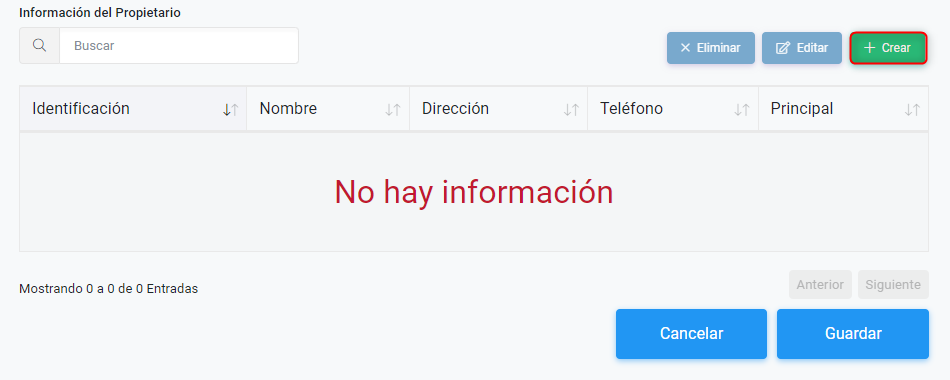 Información del Propietario
Buscar
Eliminar
Editar
Crear
Identificación Nombre Dirección Teléfono Principal
No hay información
Mostrando 0 a 0 de 0 Entradas
Anterior Siguiente
Cancelar Guardar